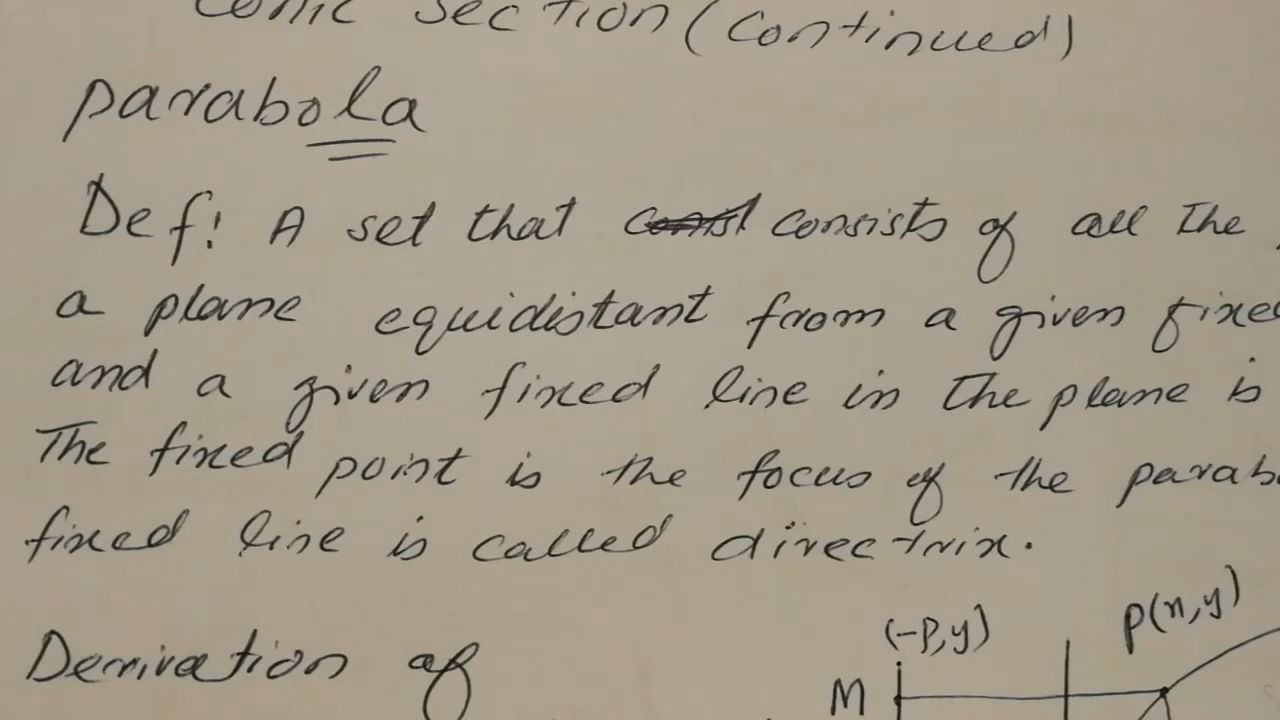 Conic Section (Continued)
parabola
Def: A set that consists of all the
a plane equidistant from a given fixed
and a given fixed line in the plane is
The fixed point is the focus of the parab
fixed line is called directrix.
Derivation of
(-P,y)
P(x,y)
M